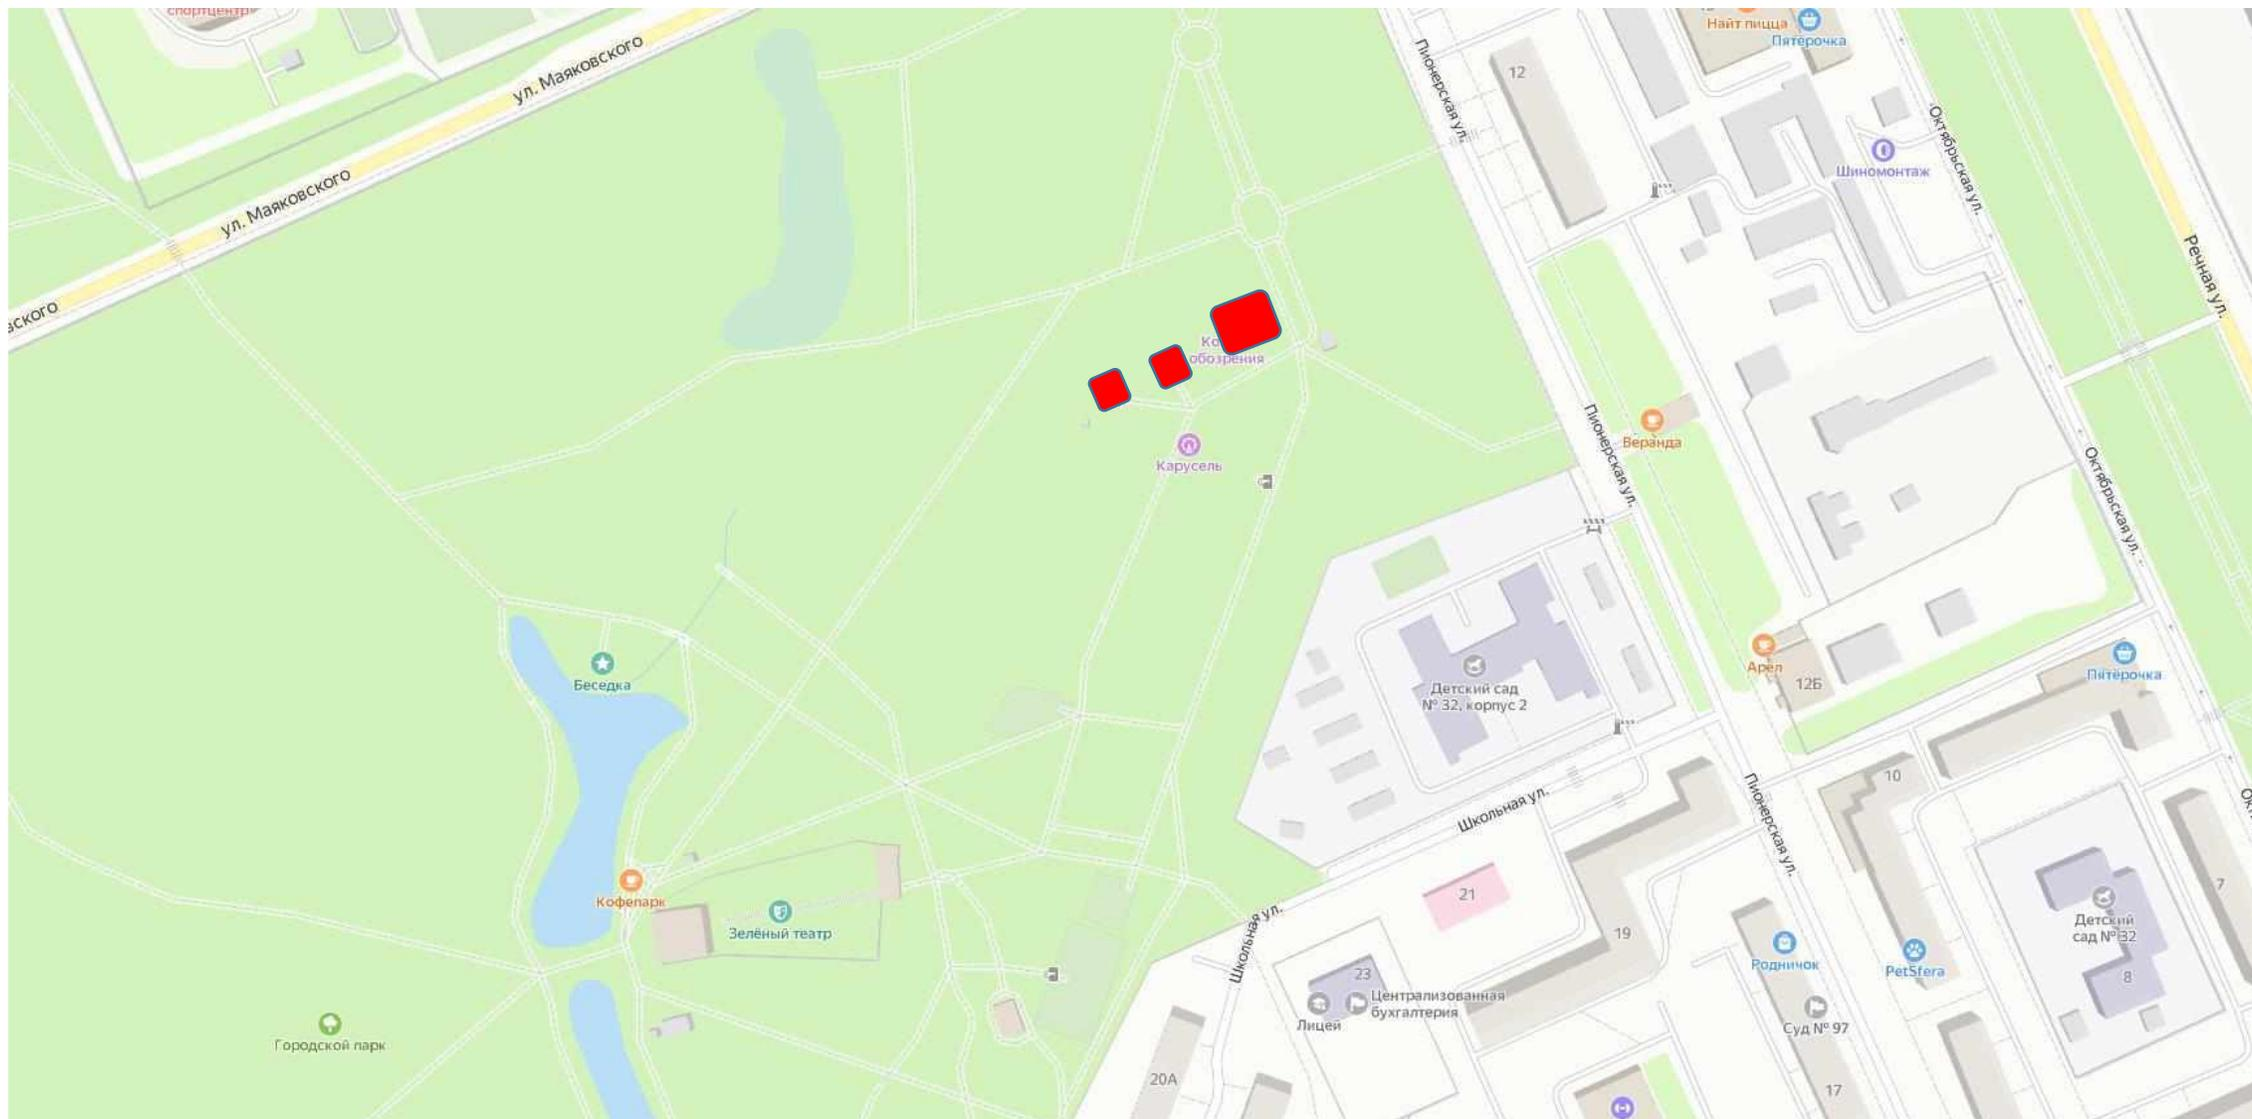 спортцентр
ул. Маяковского
ул. Маяковского
Найт пицца
Пятёрочка
Пионерская ул.
12
Шиномонтаж
Октябрьская ул.
Речная ул.
обозрения
Карусель
Пионерская ул.
Веранда
Октябрьская ул.
Беседка
Детский сад
№ 32, корпус 2
Арел
12Б
Пятёрочка
Школьная ул.
Пионерская ул.
10
Кофепарк
Зелёный театр
Школьная ул.
21
19
7
Детский
сад № 32
8
Родничок
PetSfera
23
Централизованная
бухгалтерия
Лицей
Суд № 97
Городской парк
20А
17